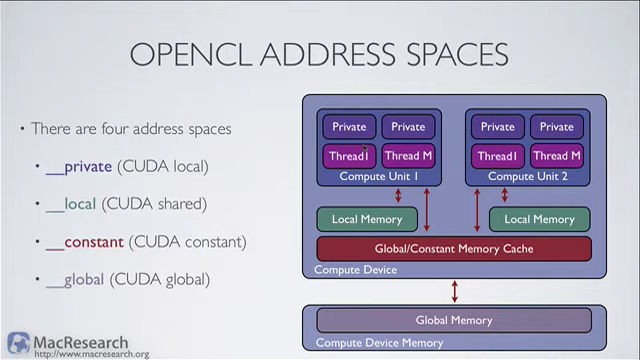 OPENCL ADDRESS SPACES
• There are four address spaces
• __private (CUDA local)
• __local (CUDA shared)
• __constant (CUDA constant)
• __global (CUDA global)
Private Private Private Private
Thread1 Thread M Thread1 Thread M
Compute Unit 1 Compute Unit 2
Local Memory Local Memory
Global/Constant Memory Cache
Compute Device
Global Memory
Compute Device Memory
MacResearch
http://www.macresearch.org